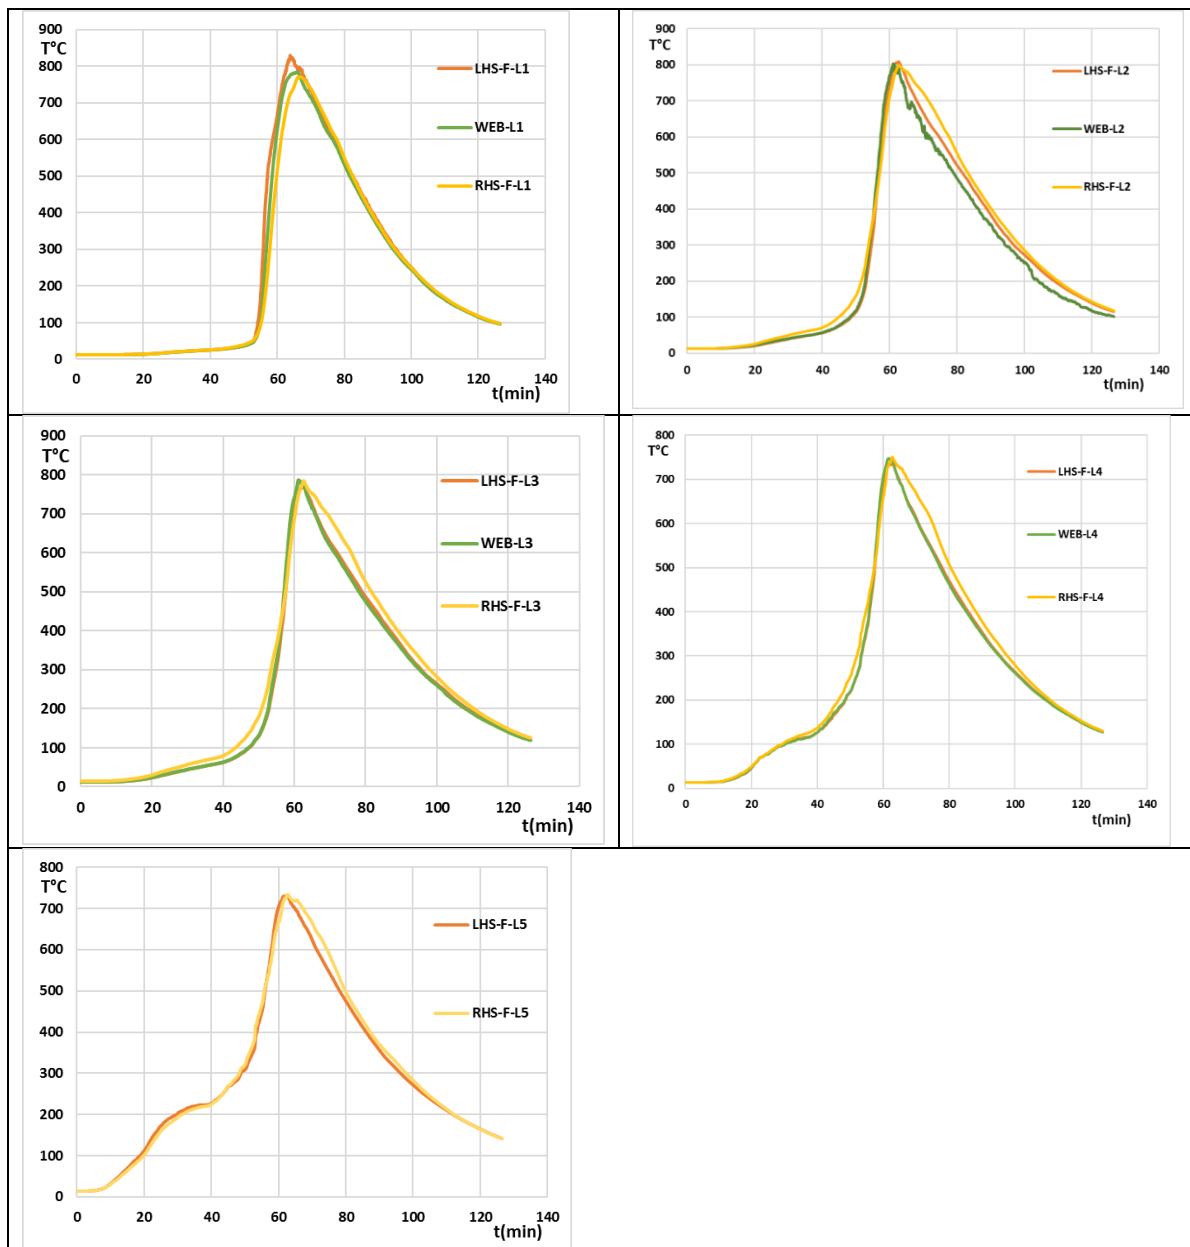 900
T°C
800
700
600
500
400
300
200
100
0
0 20 40 60 80 100 120 140
t(min)
LHS-F-L1
WEB-L1
RHS-F-L1
900
T°C
800
700
600
500
400
300
200
100
0
0 20 40 60 80 100 120 140
t(min)
LHS-F-L2
WEB-L2
RHS-F-L2
900
T°C
800
700
600
500
400
300
200
100
0
0 20 40 60 80 100 120 140
t(min)
LHS-F-L3
WEB-L3
RHS-F-L3
800
T°C
700
600
500
400
300
200
100
0
0 20 40 60 80 100 120 140
t(min)
LHS-F-L4
WEB-L4
RHS-F-L4
800
T°C
700
600
500
400
300
200
100
0
0 20 40 60 80 100 120 140
t(min)
LHS-F-L5
RHS-F-L5